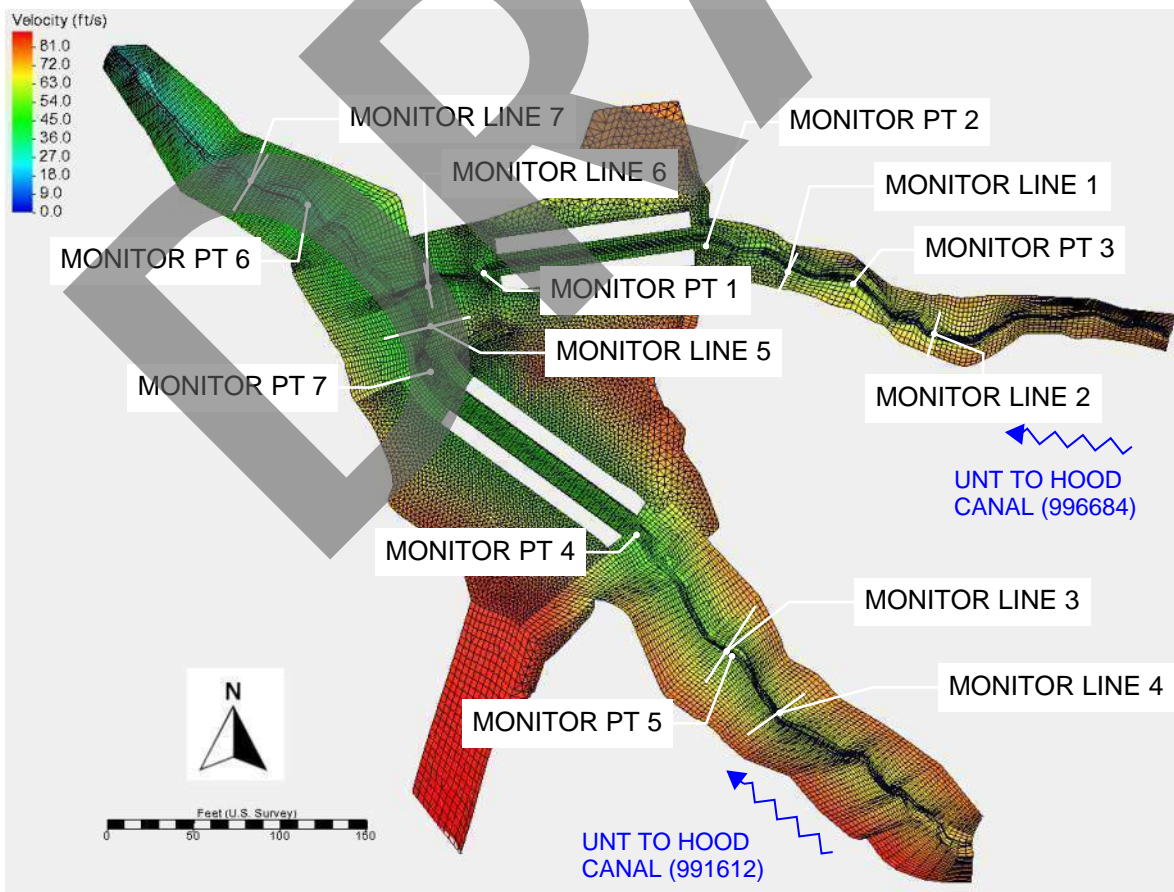 Velocity (ft/s)
81.0
72.0
63.0
54.0
45.0
36.0
27.0
18.0
9.0
0.0
MONITOR LINE 7
MONITOR PT 2
MONITOR LINE 6
MONITOR LINE 1
MONITOR PT 3
MONITOR PT 6
MONITOR PT 1
MONITOR LINE 5
MONITOR PT 7
MONITOR LINE 2
UNT TO HOOD
CANAL (996684)
MONITOR PT 4
MONITOR LINE 3
MONITOR LINE 4
MONITOR PT 5
N
Feet (U.S. Survey)
0 50 100 150
UNT TO HOOD
CANAL (991612)